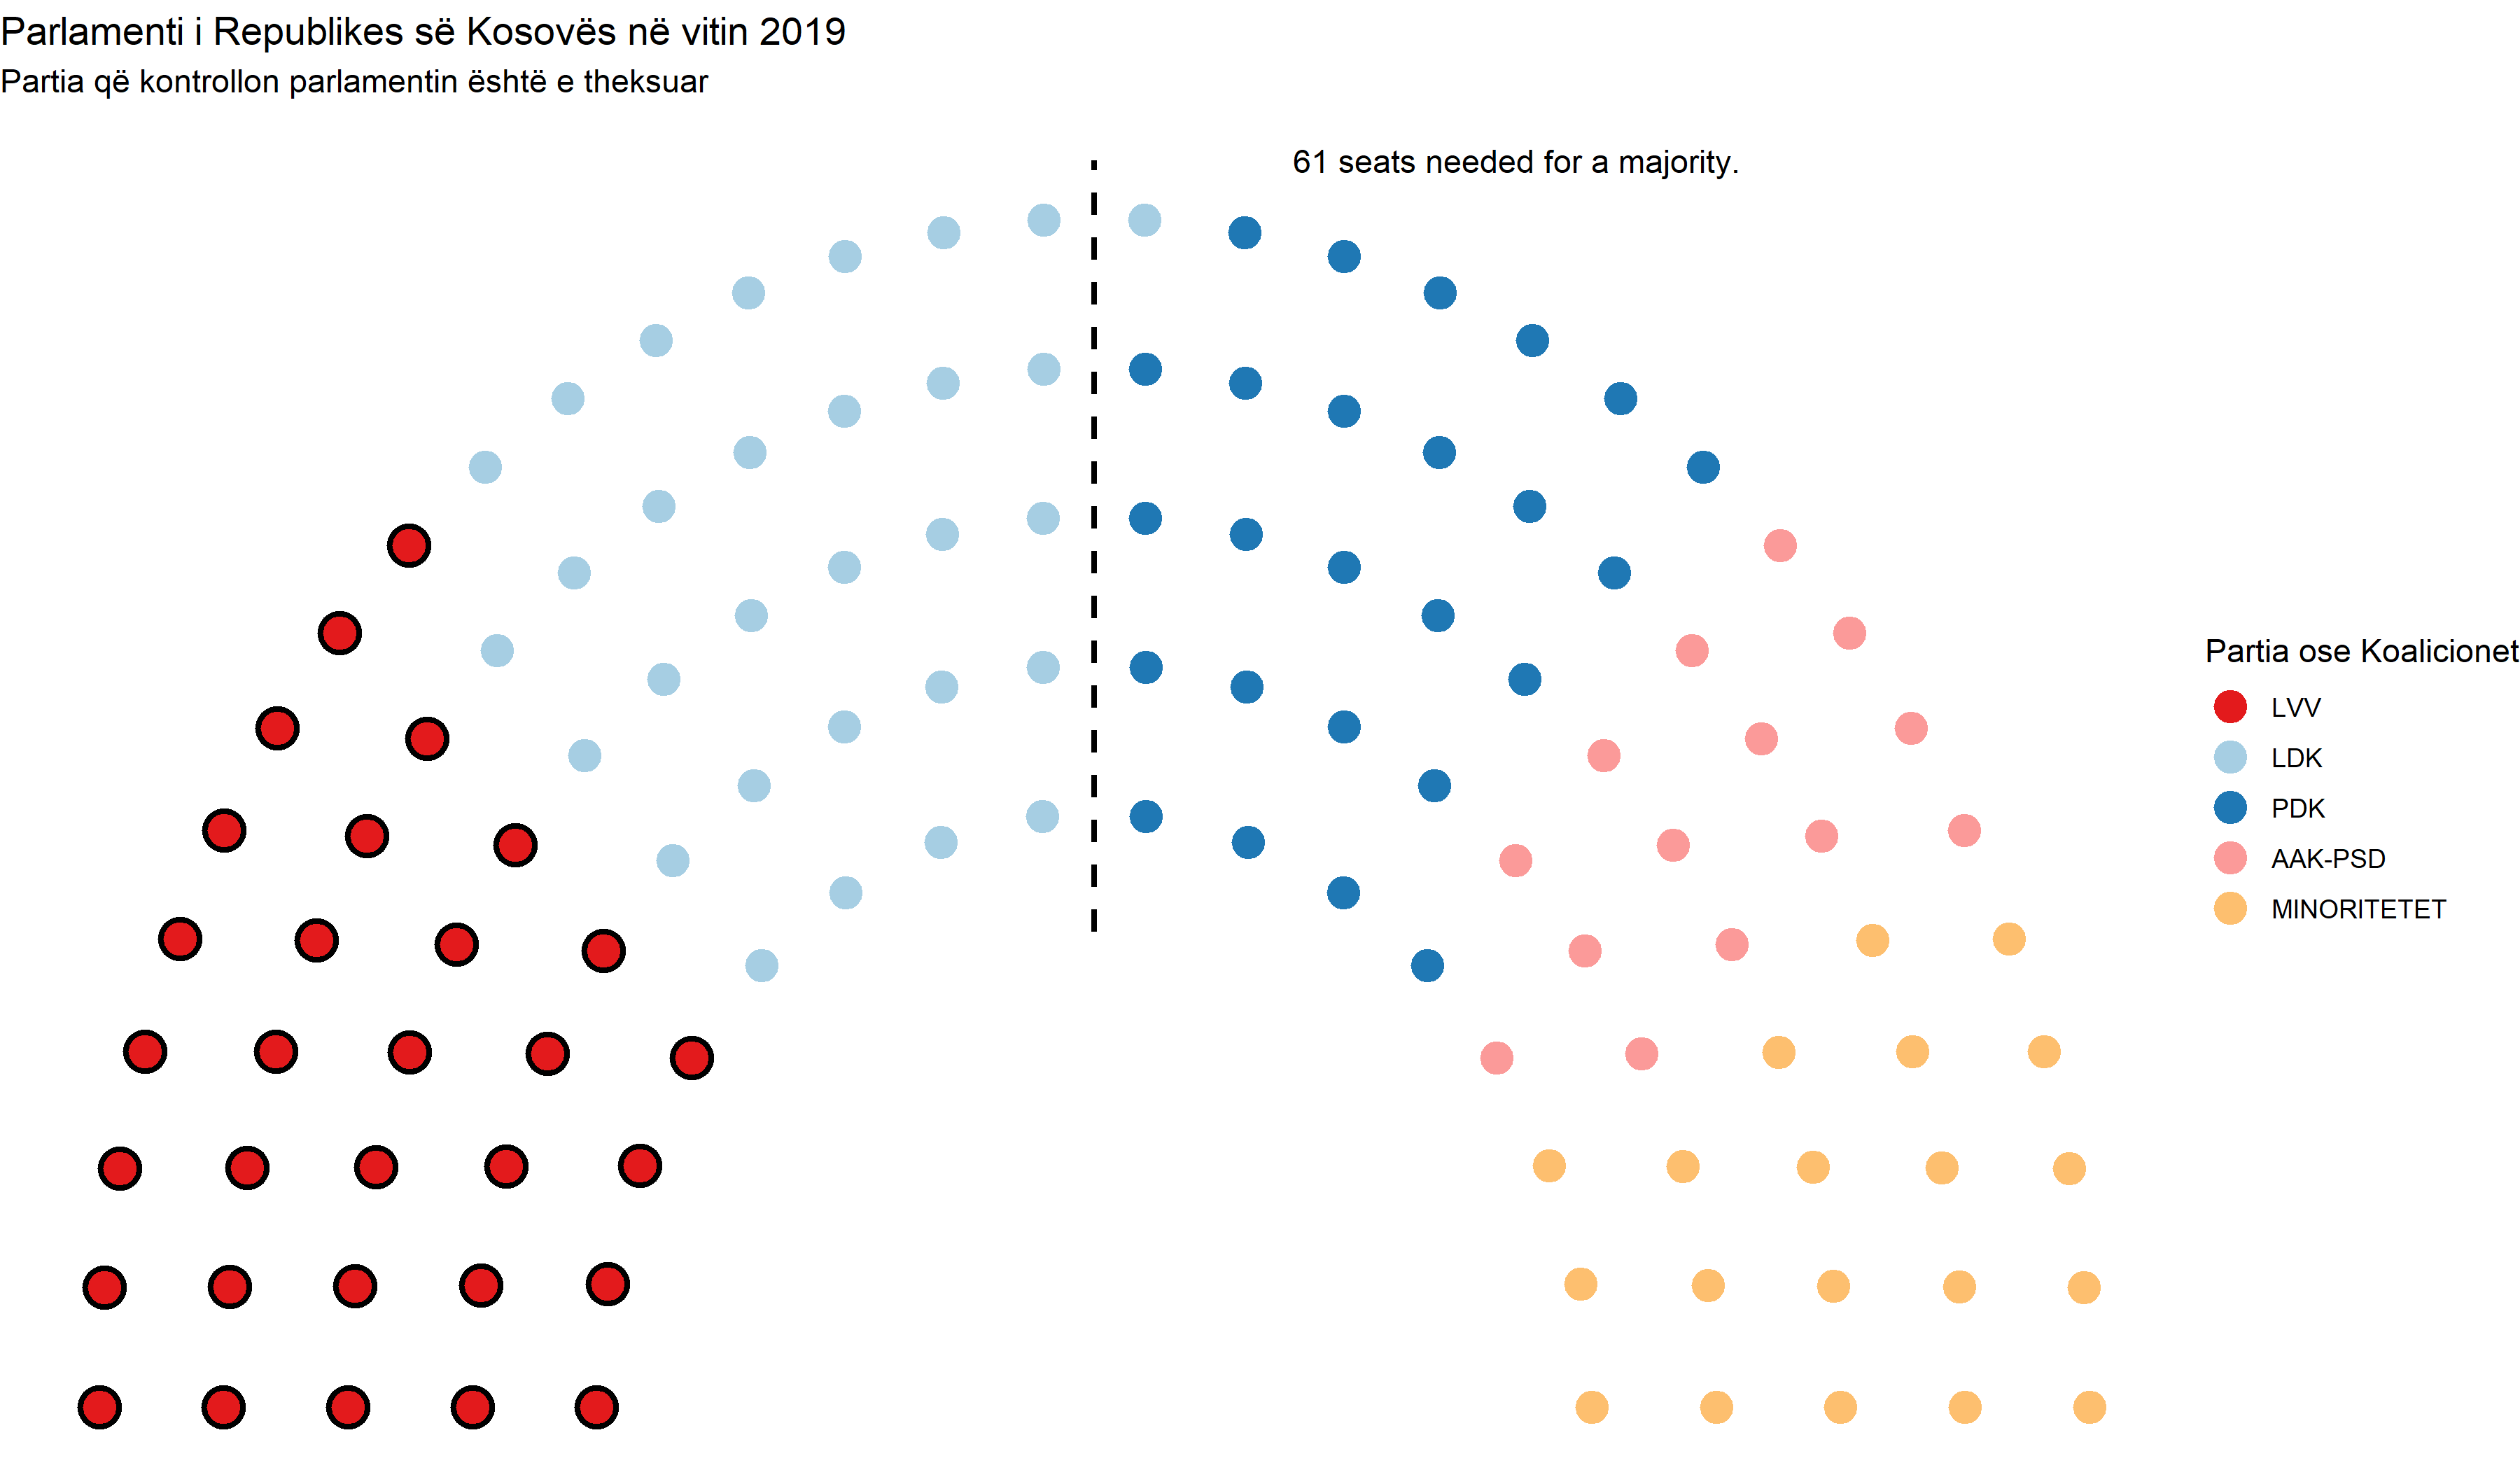 Parlamenti i Republikes së Kosovës në vitin 2019
Partia që kontrollon parlamentin është e theksuar
61 seats needed for a majority.
Partia ose Koalicionet
LVV
LDK
PDK
AAK-PSD
MINORITETET